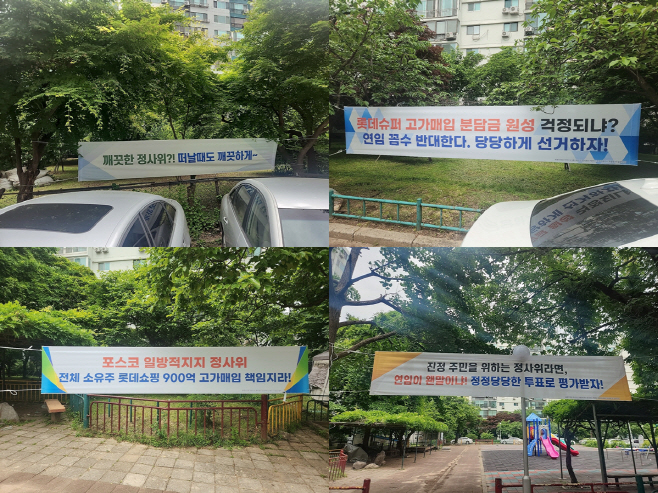 깨끗한 정사위?! 떠날때도 깨끗하게~
롯데슈퍼 고가매입 분담금 원성 걱정되냐?
연임 꼼수 반대한다. 당당하게 선거하자!
포스코 일방적지지 정사위
전체 소유주 롯데쇼핑 900억 고가매입 책임지라!
진정 주민을 위하는 정사위라면,
연임이 웬말이냐! 정정당당한 투표로 평가받자!